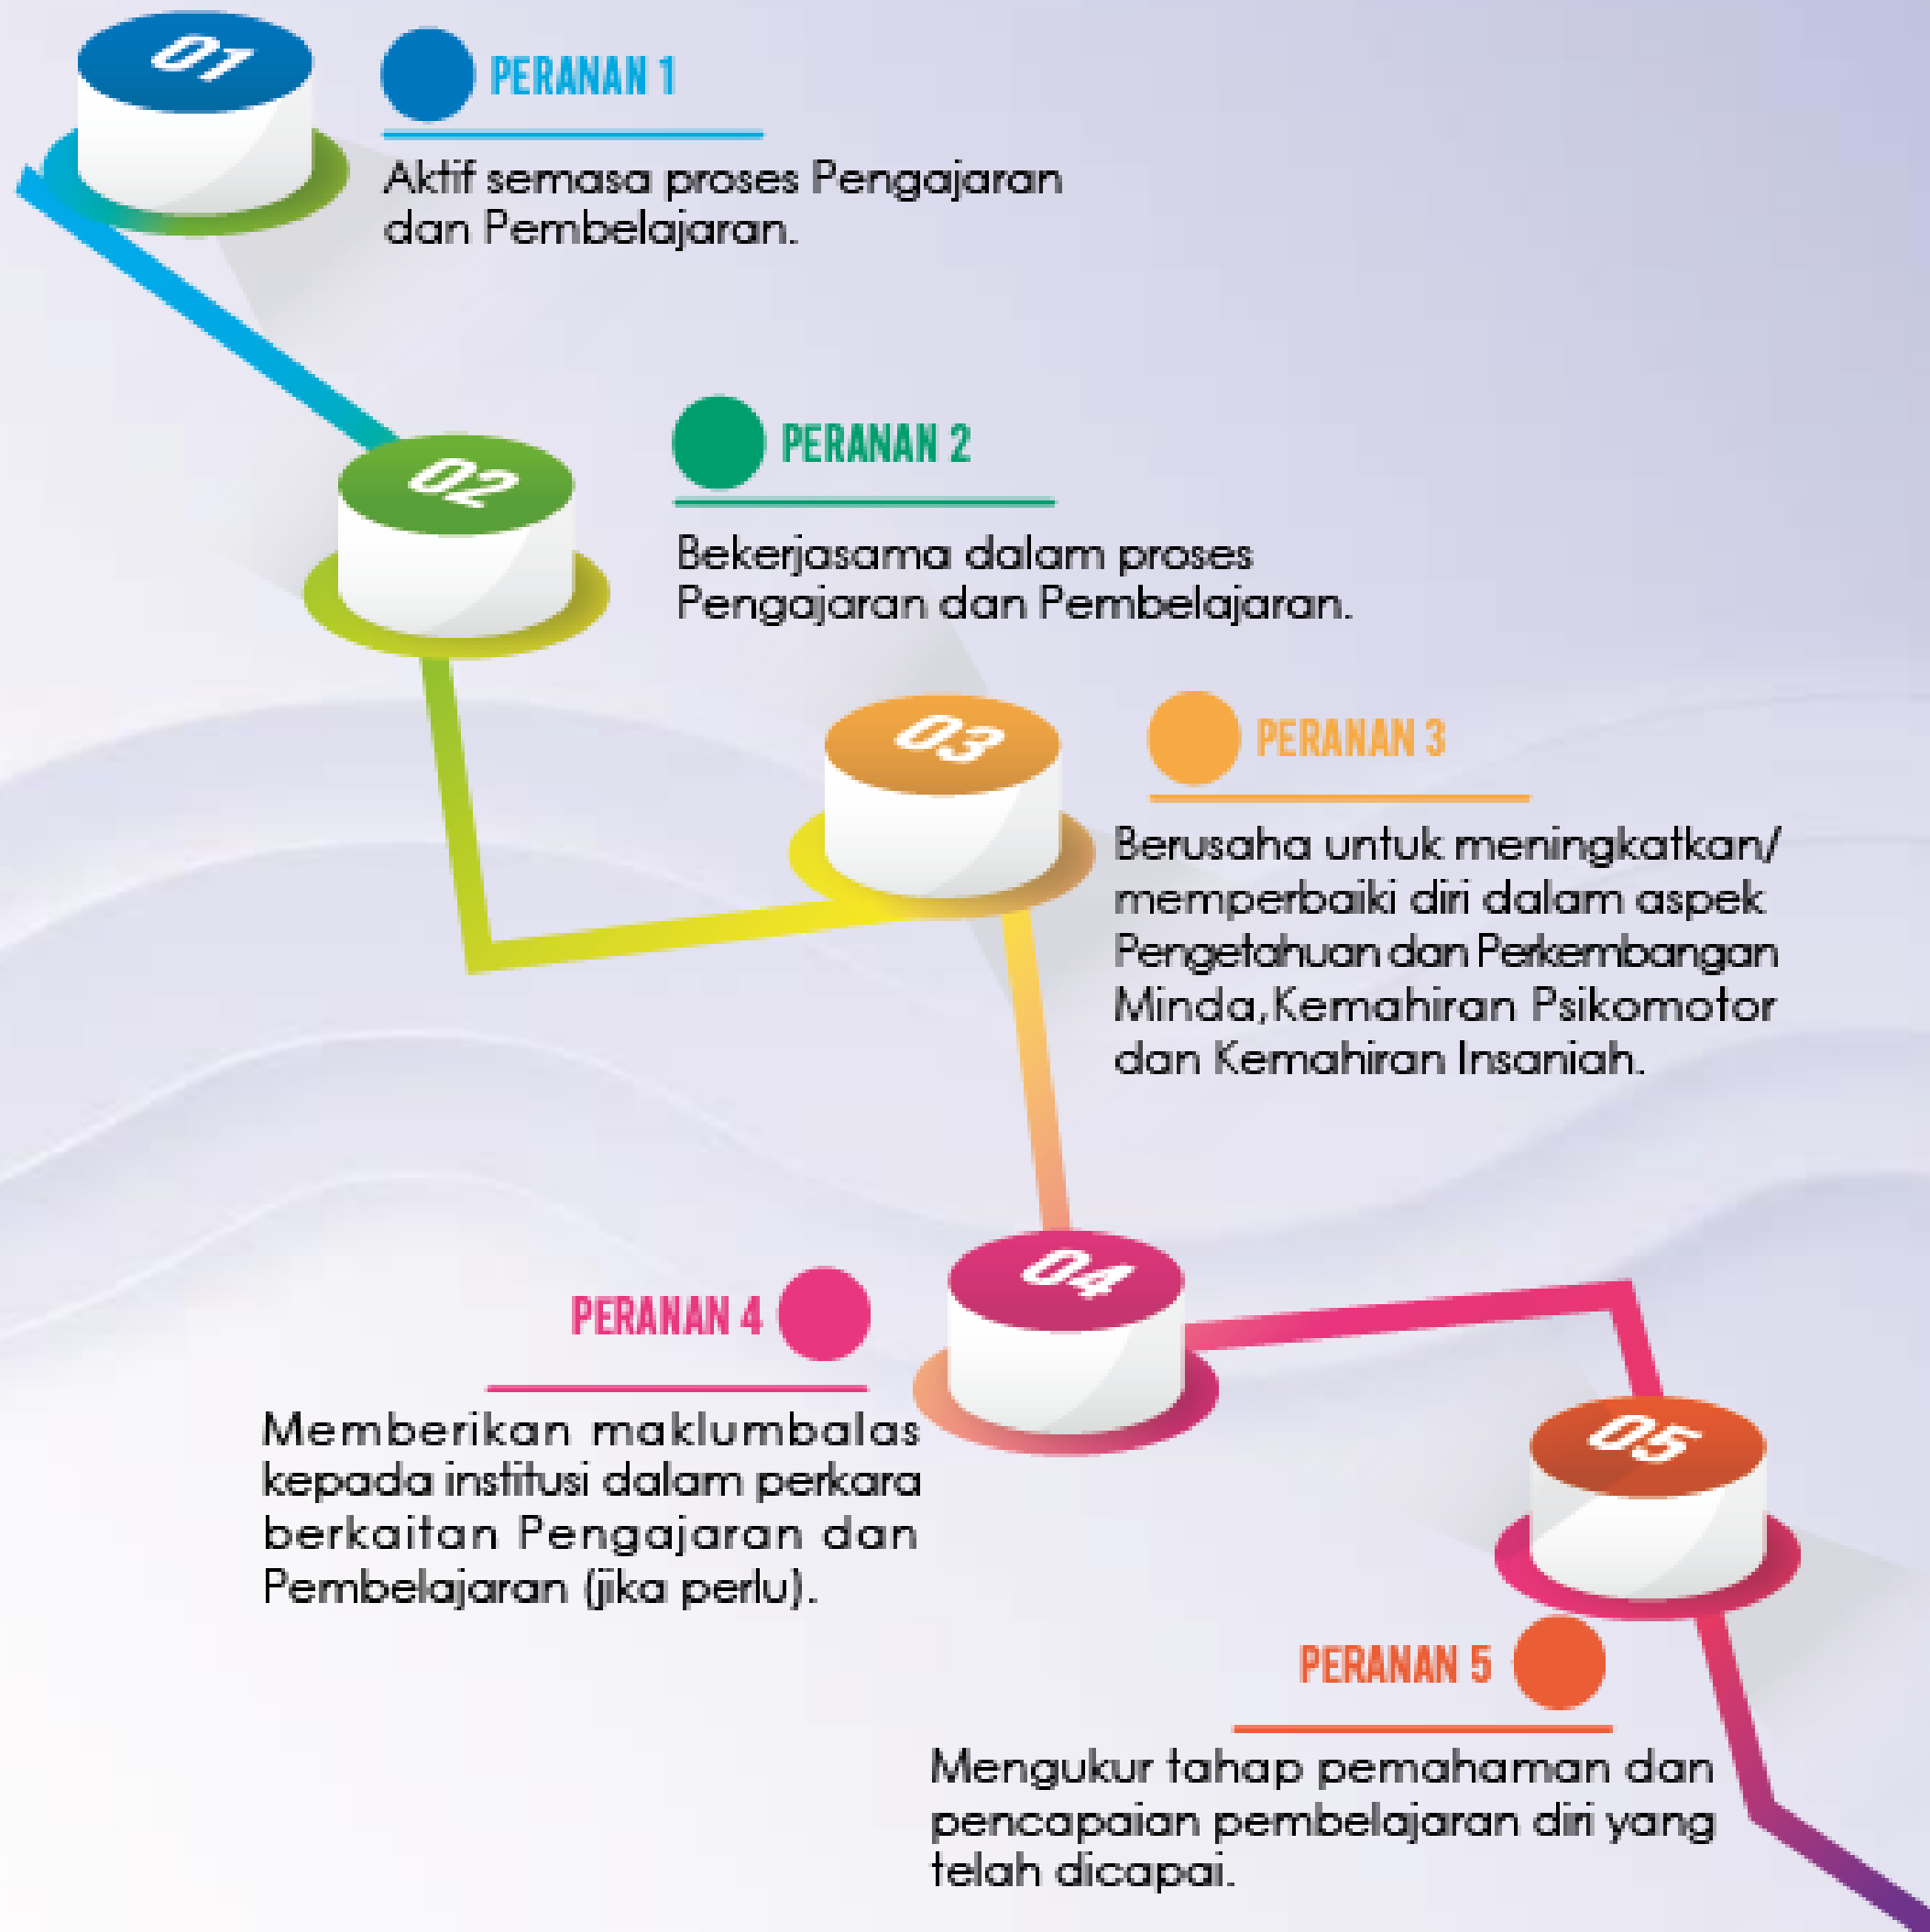 01
PERANAN 1
Aktif semasa proses Pengajaran
dan Pembelajaran.
02
PERANAN 2
Bekerjasama dalam proses
Pengajaran dan Pembelajaran.
03
PERANAN 3
Berusaha untuk meningkatkan/
memperbaiki diri dalam aspek
Pengetahuan dan Perkembangan
Minda,Kemahiran Psikomotor
dan Kemahiran Insaniah.
04
PERANAN 4
Memberikan maklumbalas
kepada institusi dalam perkara
berkaitan Pengajaran dan
Pembelajaran (jika perlu).
05
PERANAN 5
Mengukur tahap pemahaman dan
pencapaian pembelajaran diri yang
telah dicapai.